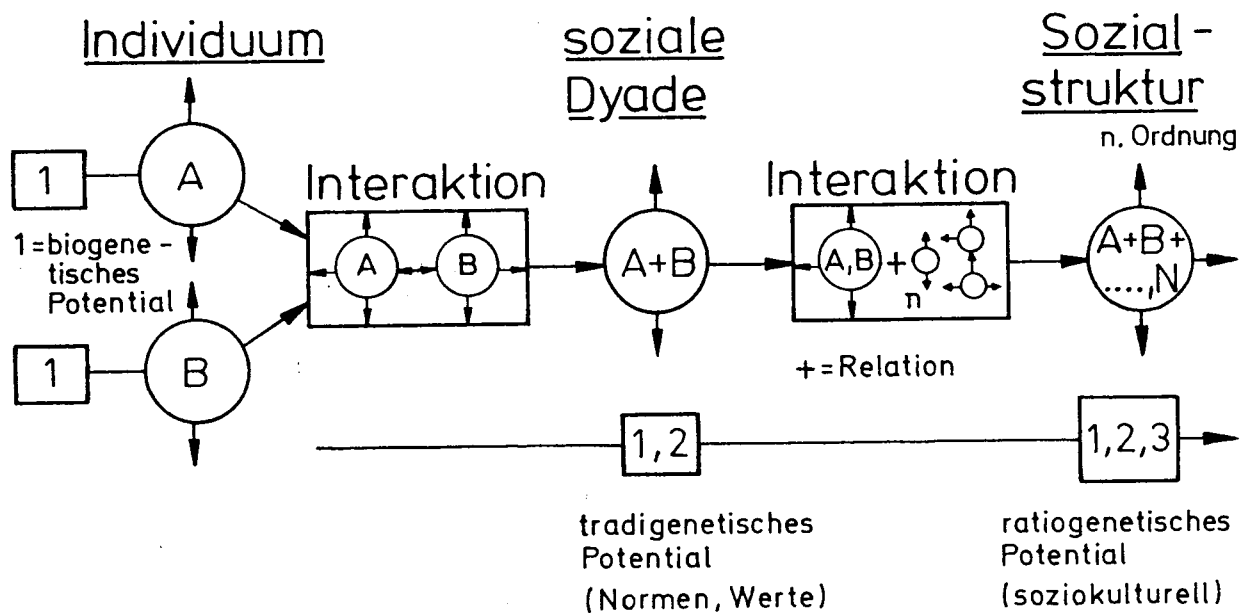 Individuum
soziale
Dyade
Sozial-
struktur
n. Ordnung
1
A
1=biogene-
tisches
Potential
1
B
Interaktion
A
B
A+B
Interaktion
A,B
+
n
+=Relation
A+B+
....,N
1,2
1,2,3
tradigenetisches
Potential
(Normen, Werte)
ratiogenetisches
Potential
(soziokulturell)